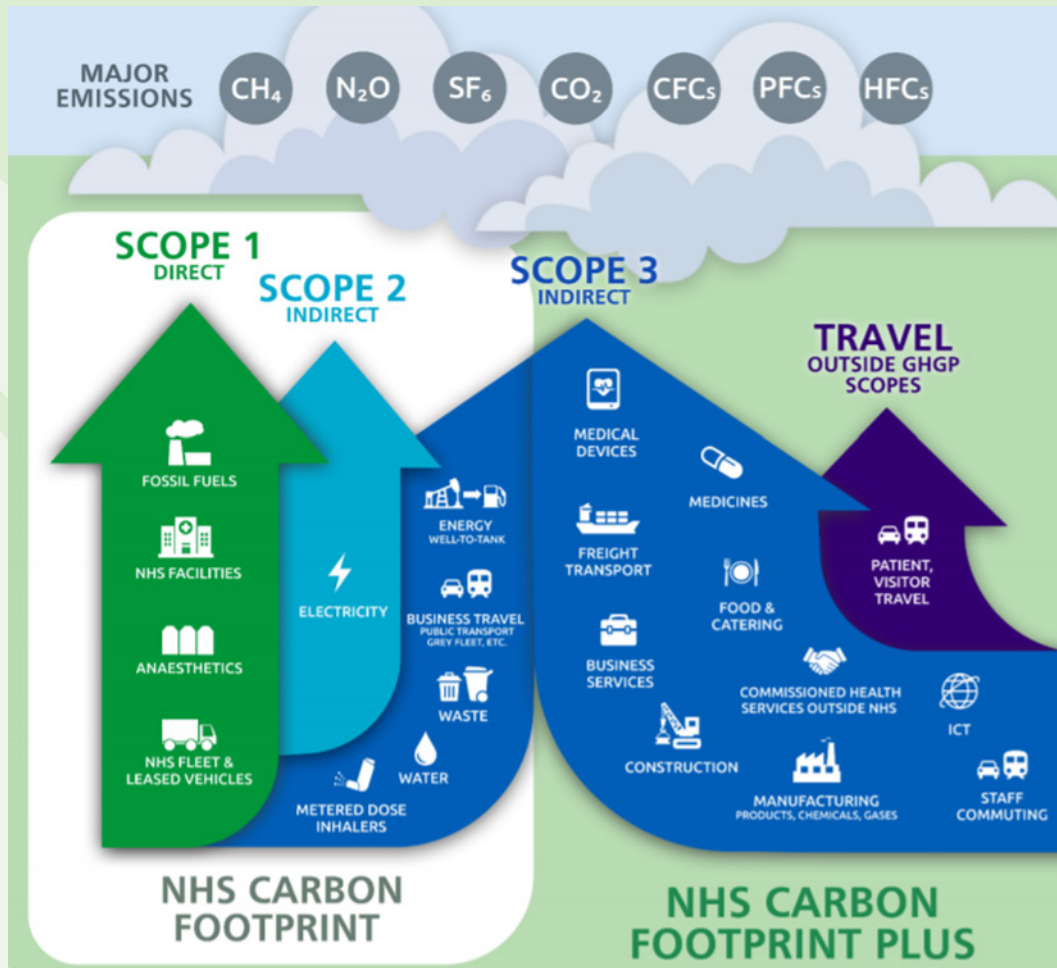 MAJOR
EMISSIONS
CH₄
N₂O
SF₆
CO₂
CFCs
PFCs
HFCs
SCOPE 1
DIRECT
SCOPE 2
INDIRECT
SCOPE 3
INDIRECT
TRAVEL
OUTSIDE GHGP
SCOPES
FOSSIL FUELS
NHS FACILITIES
ANAESTHETICS
NHS FLEET &
LEASED VEHICLES
ELECTRICITY
ENERGY
WELL-TO-TANK
BUSINESS TRAVEL
PUBLIC TRANSPORT
GREY FLEET, ETC.
WASTE
WATER
METERED DOSE
INHALERS
MEDICAL
DEVICES
MEDICINES
FREIGHT
TRANSPORT
FOOD &
CATERING
BUSINESS
SERVICES
COMMISSIONED HEALTH
SERVICES OUTSIDE NHS
ICT
CONSTRUCTION
MANUFACTURING
PRODUCTS, CHEMICALS, GASES
STAFF
COMMUTING
PATIENT,
VISITOR
TRAVEL
NHS CARBON
FOOTPRINT
NHS CARBON
FOOTPRINT PLUS